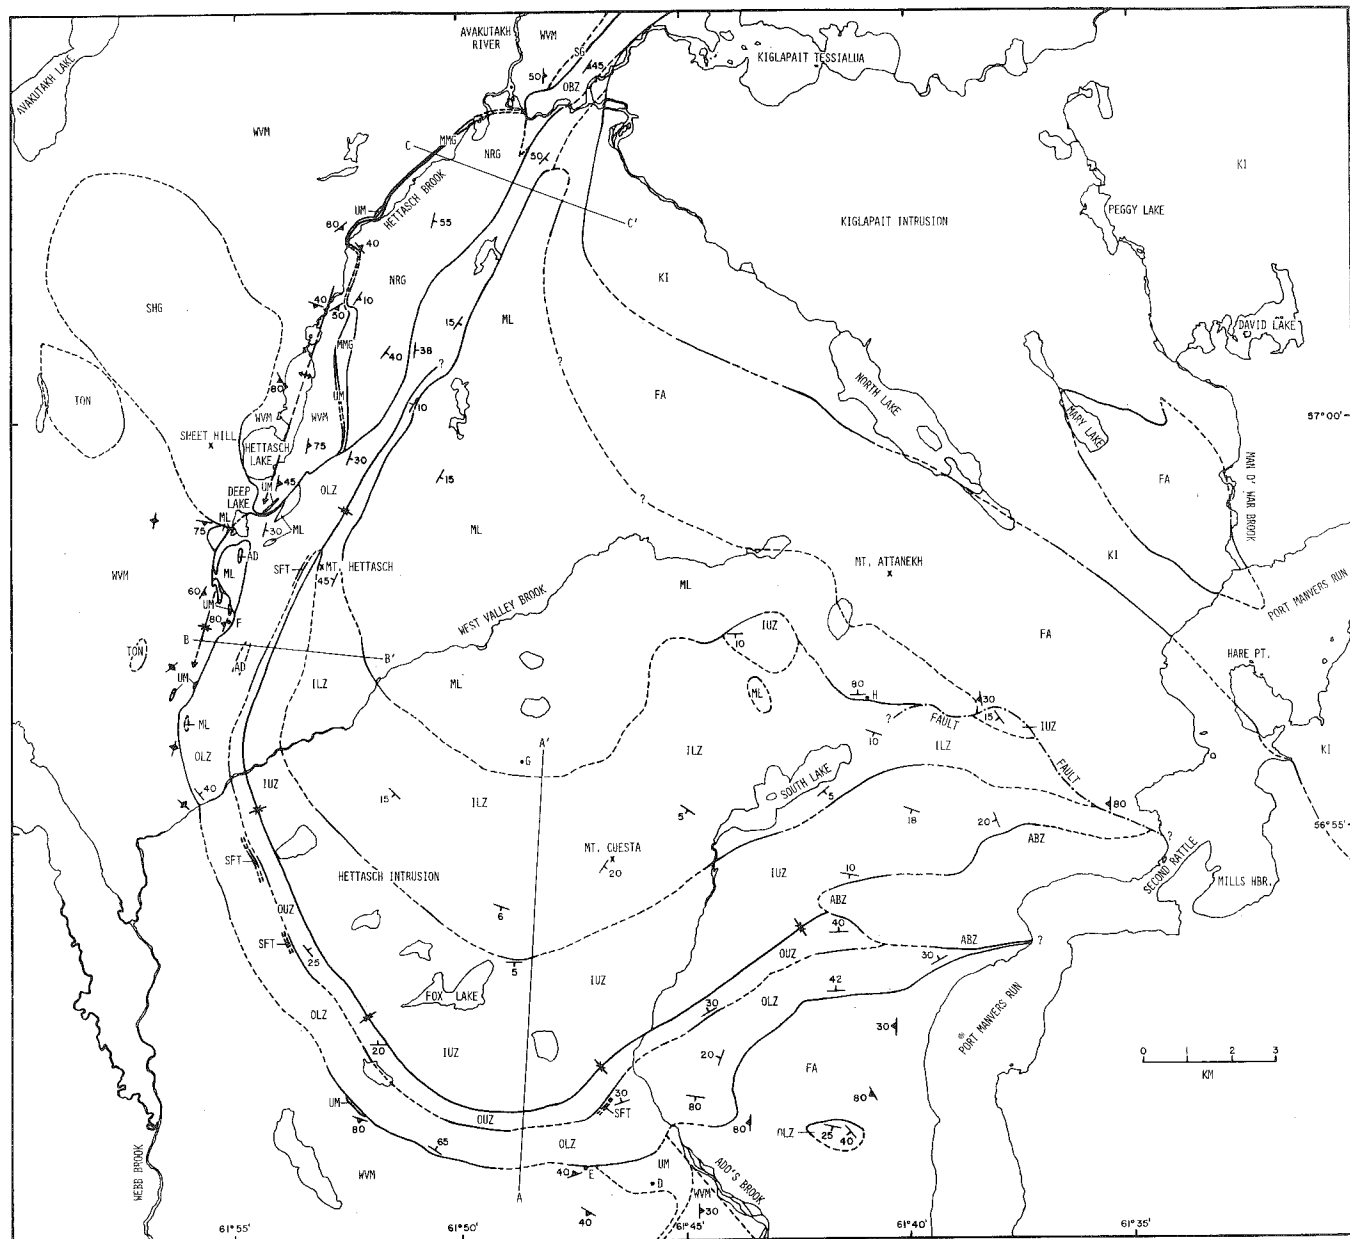 AVAKUTAKH LAKE
AVAKUTAKH
RIVER
WVM
SG
50
45
OBZ
KIGLAPAIT TESSIALUA
WVM
MMG
C
NRG
50
HETTASCH BROOK
UM
80
55
C'
KIGLAPAIT INTRUSION
KI
PEGGY LAKE
40
NRG
KI
SHG
40
30
10
MMG
15
ML
DAVID LAKE
40
38
?
?
TON
80
UM
10
FA
NORTH LAKE
MARY LAKE
57°00'
WVM
WVM
SHEET HILL
HETTASCH
LAKE
75
30
MAN O' WAR BROOK
FA
15
UM
45
DEEP
LAKE
OLZ
?
ML
75
30
ML
ML
KI
AD
SFT
MT. HETTASCH
45
MT. ATTANEKH
WVM
ML
WEST VALLEY BROOK
ML
PORT MANVERS RUN
60
UM
80
F
IUZ
10
FA
B
B'
HARE PT.
TON
AD
UM
ILZ
ML
ML
80
H
30
?
FAULT
15
IUZ
ML
A'
ILZ
10
ILZ
KI
OLZ
G
FAULT
SOUTH LAKE
40
IUZ
15
ILZ
5
5
18
20
80
ABZ
?
56°55'
SFT
MT. CUESTA
20
SECOND RATTLE
HETTASCH INTRUSION
IUZ
10
MILLS HBR.
OUZ
6
ABZ
40
SFT
25
5
OUZ
ABZ
?
30
FOX LAKE
IUZ
42
OLZ
OLZ
30
30
PORT MANVERS RUN
20
IUZ
20
FA
0 1 2 3
KM
UM
80
30
SFT
80
80
80
OUZ
OLZ
25
40
65
OLZ
WVM
40
E
UM
D
ADO'S BROOK
WEBB BROOK
A
WVM
40
30
61°55'
61°50'
61°45'
61°40'
61°35'